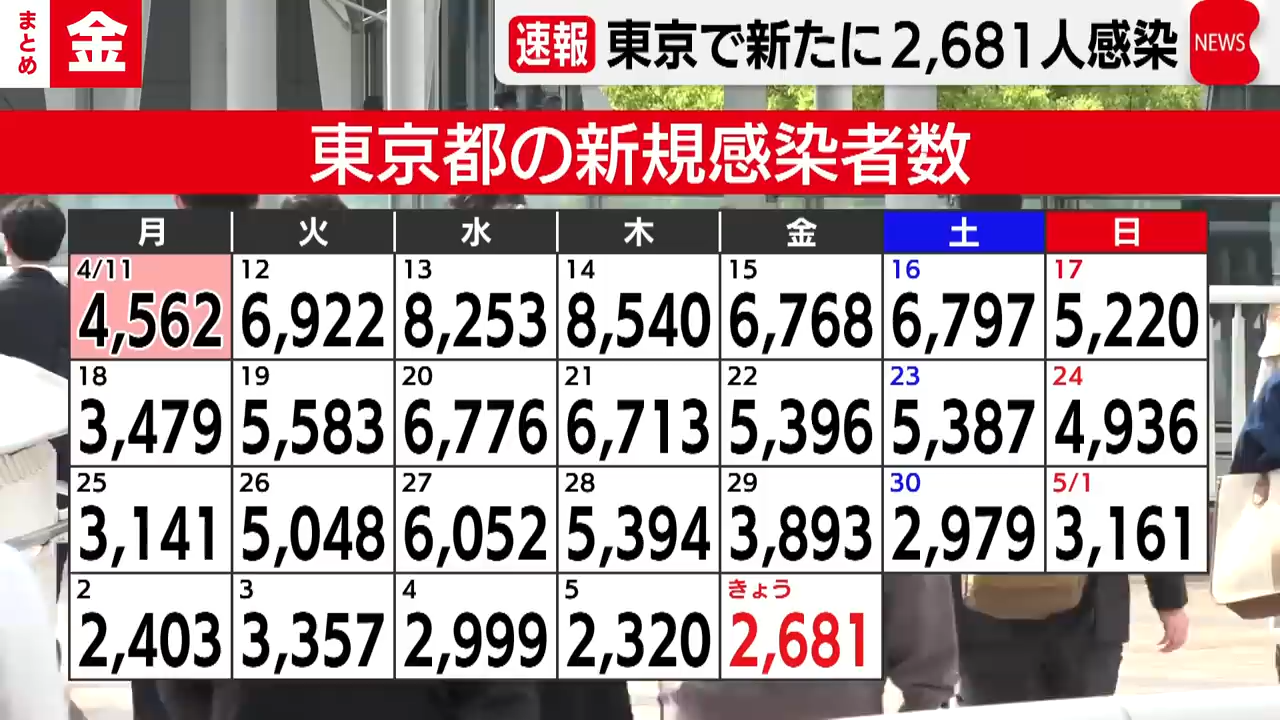 まとめ
金
速報 東京で新たに2,681人感染
NEWS
東京都の新規感染者数
月 火 水 木 金 土 日
4/11 12 13 14 15 16 17
4,562 6,922 8,253 8,540 6,768 6,797 5,220
18 19 20 21 22 23 24
3,479 5,583 6,776 6,713 5,396 5,387 4,936
25 26 27 28 29 30 5/1
3,141 5,048 6,052 5,394 3,893 2,979 3,161
2 3 4 5 きょう
2,403 3,357 2,999 2,320 2,681